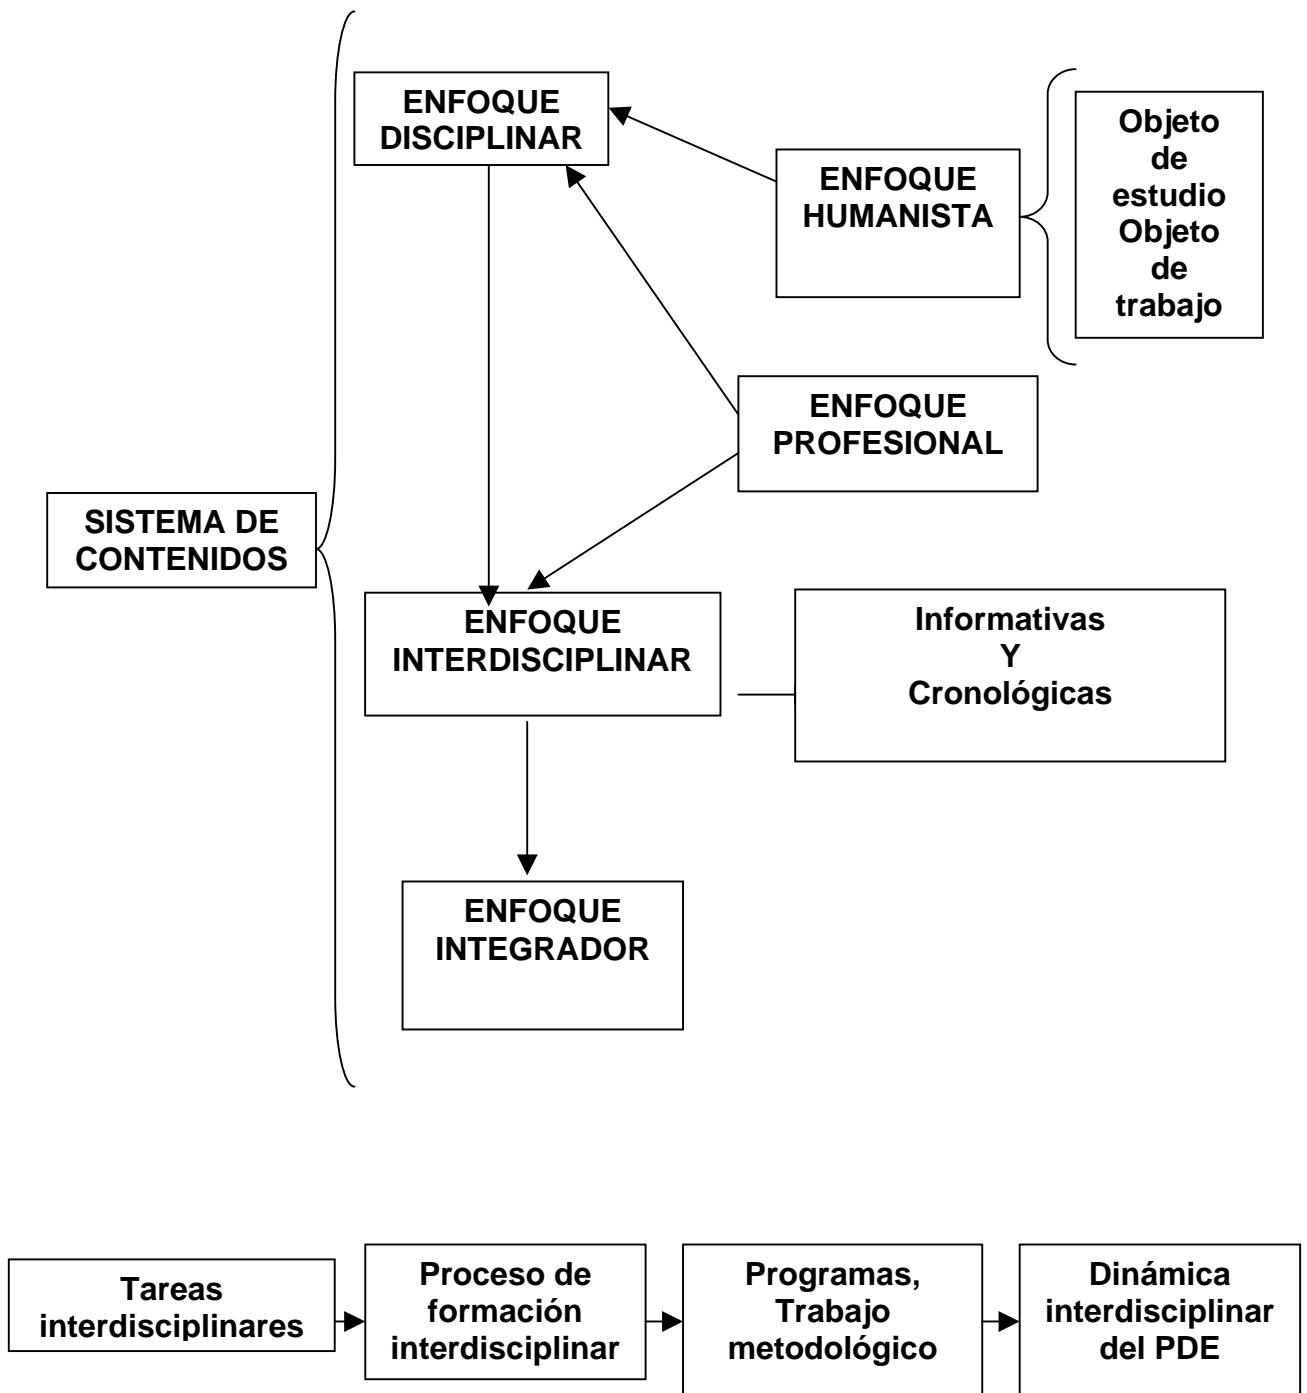 ENFOQUE
DISCIPLINAR
ENFOQUE
HUMANISTA
Objeto
de
estudio
Objeto
de
trabajo
ENFOQUE
PROFESIONAL
SISTEMA DE
CONTENIDOS
ENFOQUE
INTERDISCIPLINAR
Informativas
Y
Cronológicas
ENFOQUE
INTEGRADOR
Tareas
interdisciplinares
Proceso de
formación
interdisciplinar
Programas,
Trabajo
metodológico
Dinámica
interdisciplinar
del PDE